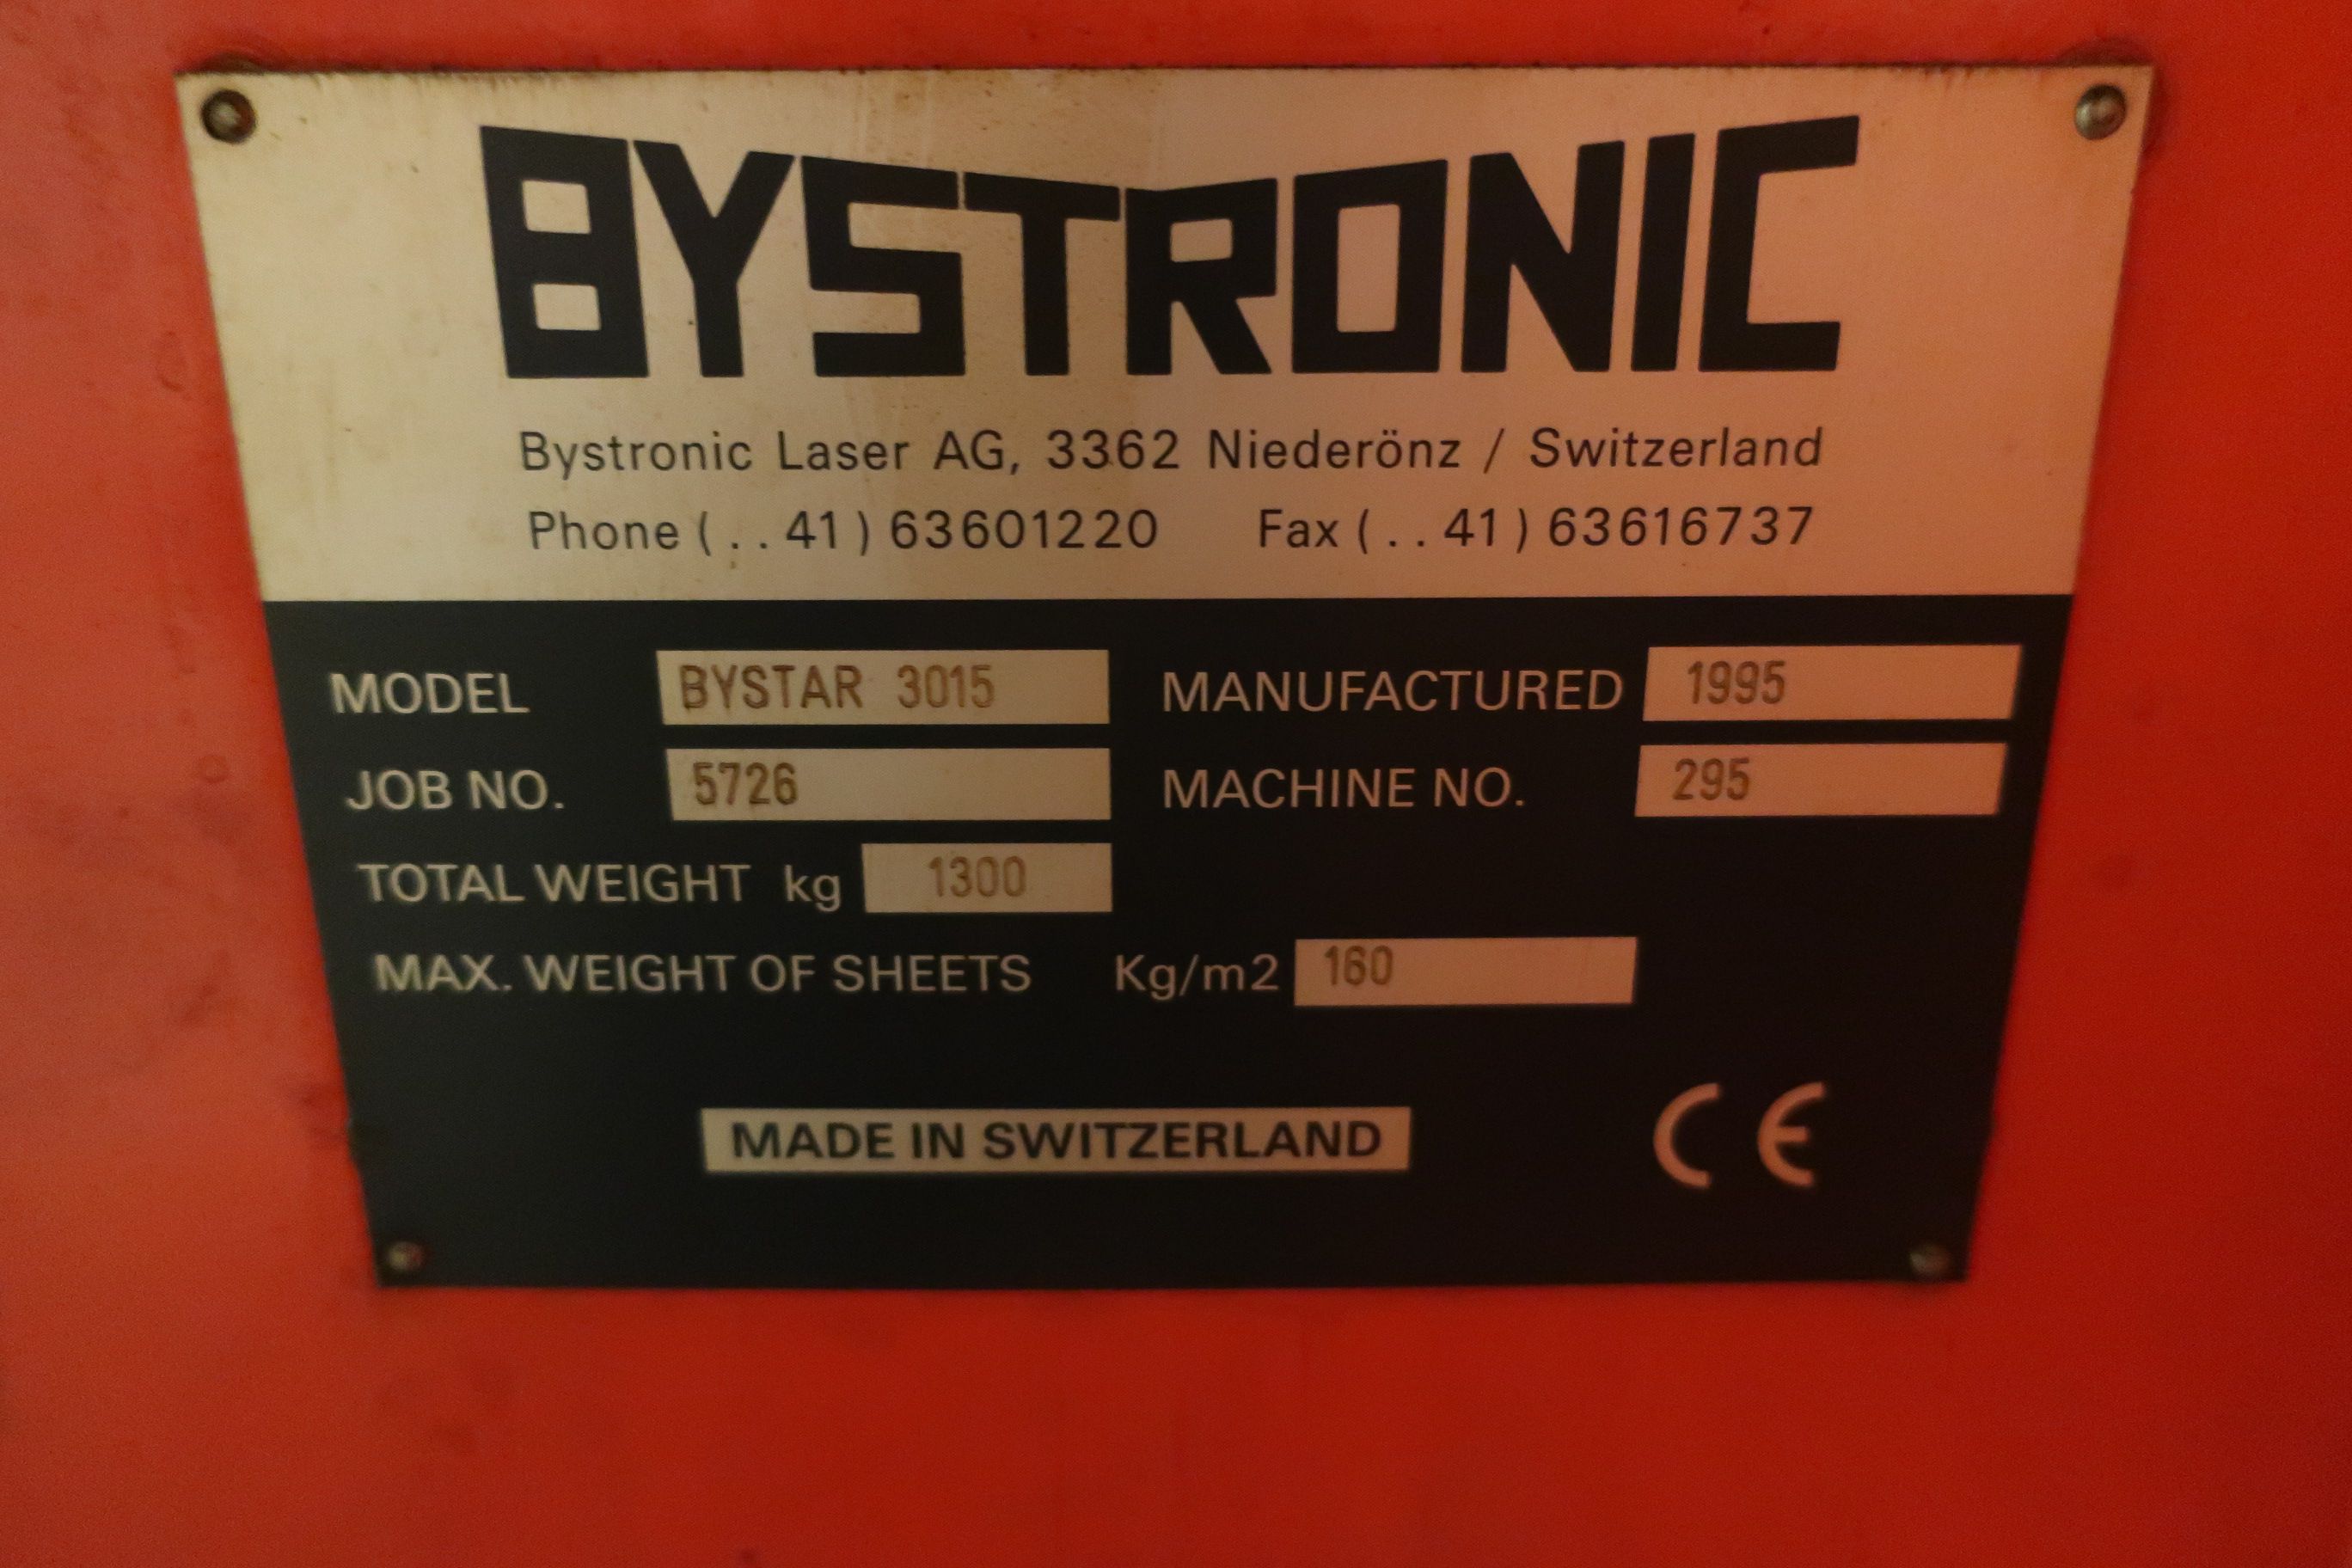 BYSTRONIC
Bystronic Laser AG, 3362 Niederönz / Switzerland
Phone (..41) 63601220 Fax (..41) 63616737
MODEL BYSTAR 3015 MANUFACTURED 1995
JOB NO. 5726 MACHINE NO. 295
TOTAL WEIGHT kg 1300
MAX. WEIGHT OF SHEETS Kg/m2 160
MADE IN SWITZERLAND CE